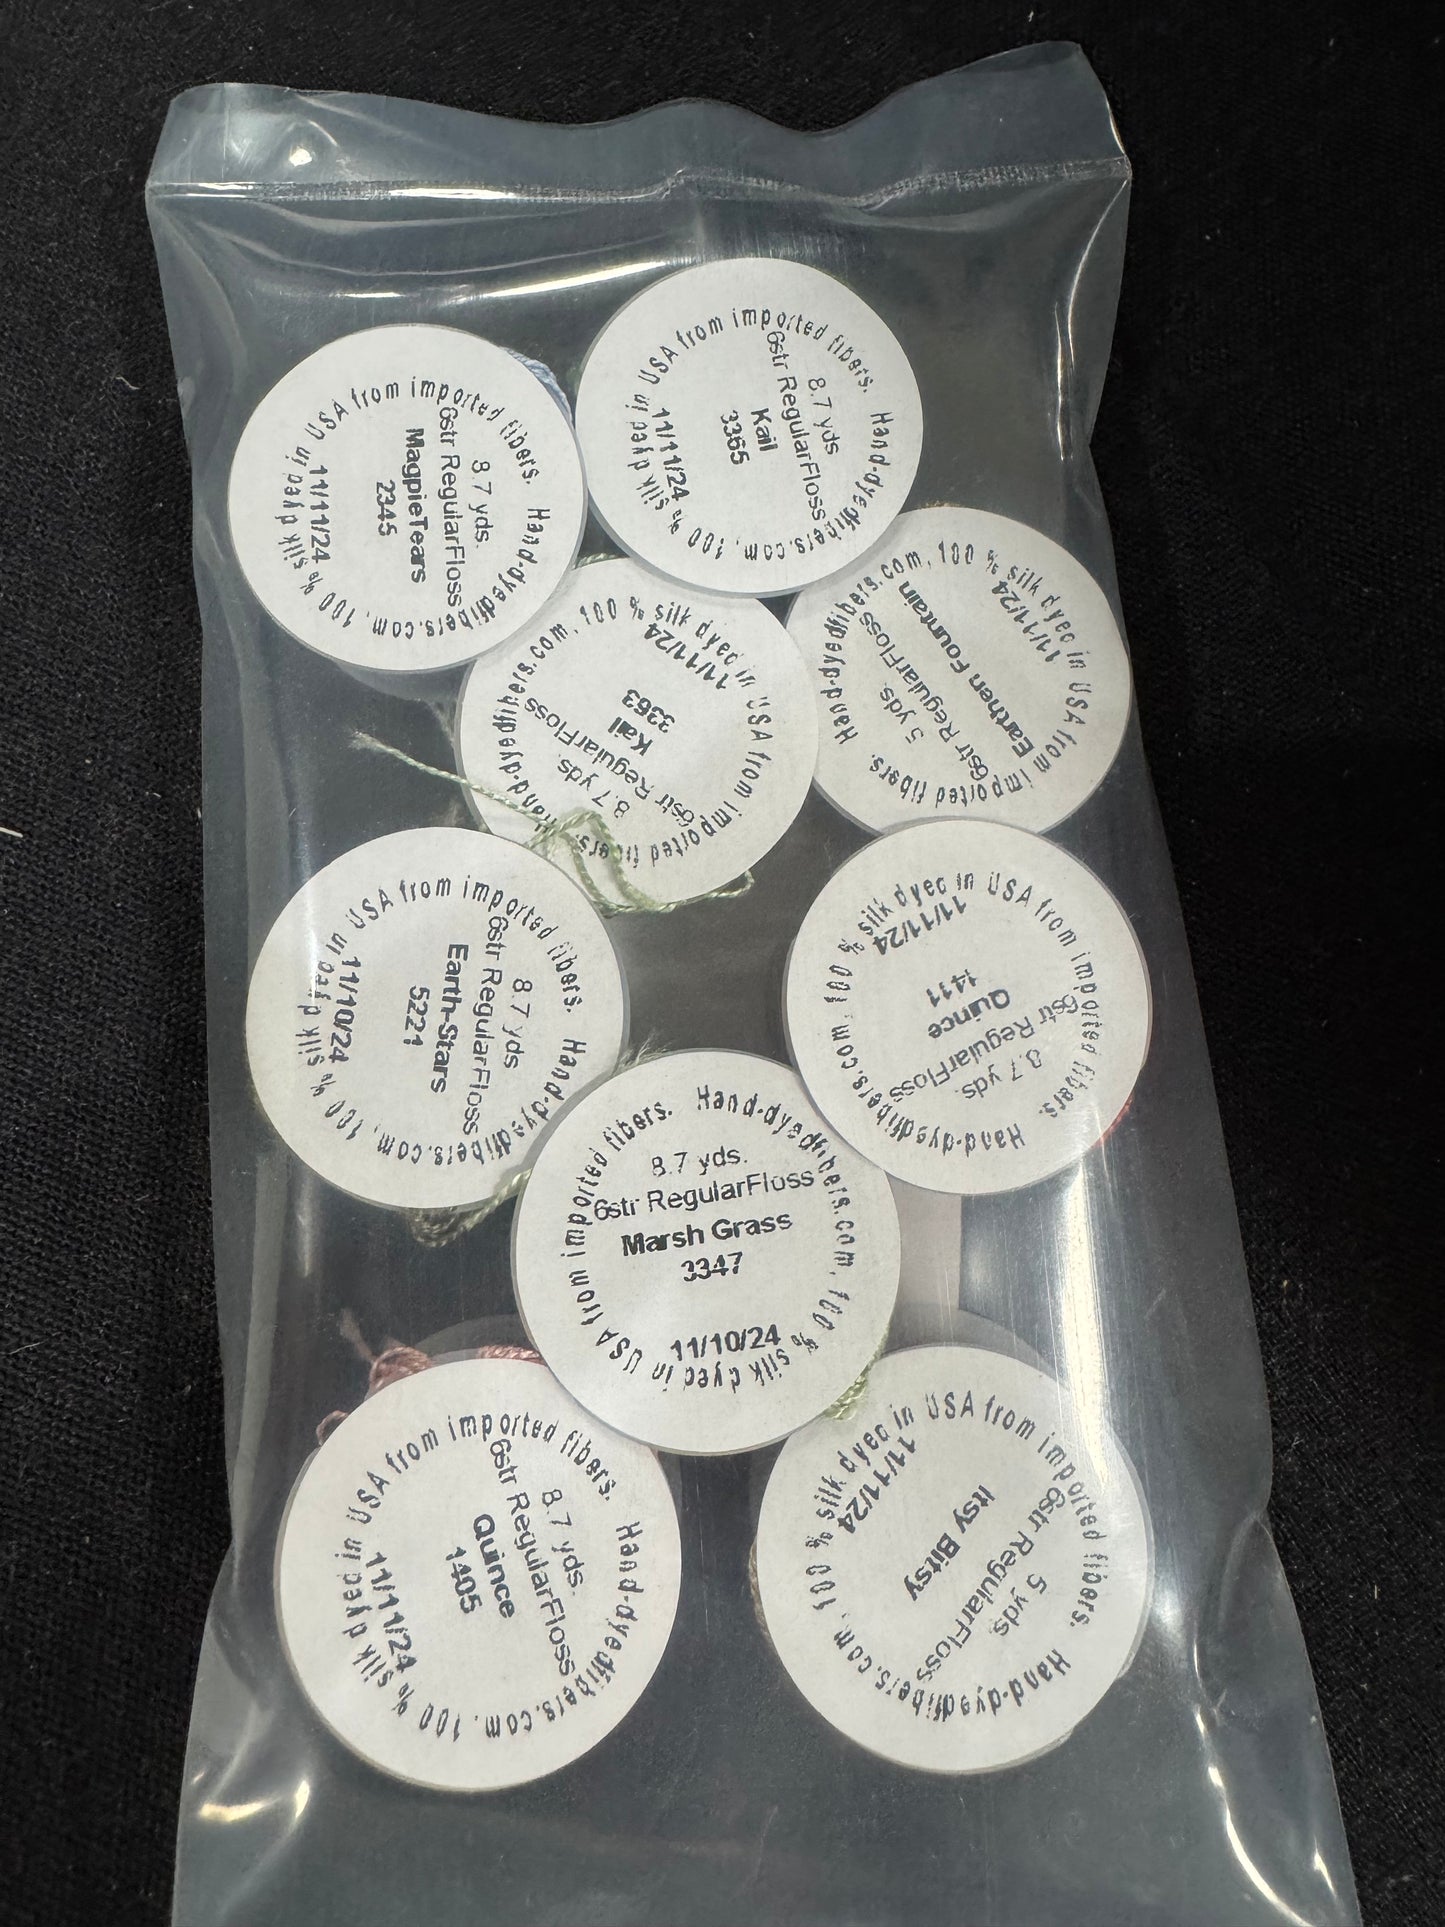 Hand-dyedfibers.com, 100 % silk dyed in USA from imported fibers.
8.7 yds.
6str RegularFloss
MagpieTears
2345
11/11/24
Hand-dyedfibers.com, 100 % silk dyed in USA from imported fibers.
8.7 yds
6str RegularFloss
Kail
3365
11/11/24
Hand-dyedfibers.com, 100 % silk dyed in USA from imported fibers.
8.7 yds.
6str RegularFloss
Kail
3363
11/11/24
Hand-dyedfibers.com, 100 % silk dyed in USA from imported fibers.
5 yds.
6str RegularFloss
Earthen Fountain
11/11/24
Hand-dyedfibers.com, 100 % silk dyed in USA from imported fibers.
8.7 yds
6str RegularFloss
Earth-Stars
5221
11/10/24
Hand-dyedfibers.com, 100 % silk dyed in USA from imported fibers.
8.7 yds.
6str RegularFloss
Quince
1411
11/11/24
Hand-dyedfibers.com, 100 % silk dyed in USA from imported fibers.
8.7 yds.
6str RegularFloss
Marsh Grass
3347
11/10/24
Hand-dyedfibers.com, 100 % silk dyed in USA from imported fibers.
8.7 yds.
6str RegularFloss
Quince
1405
11/11/24
Hand-dyedfibers.com, 100 % silk dyed in USA from imported fibers.
5 yds.
6str RegularFloss
Itsy Bitsy
11/11/24